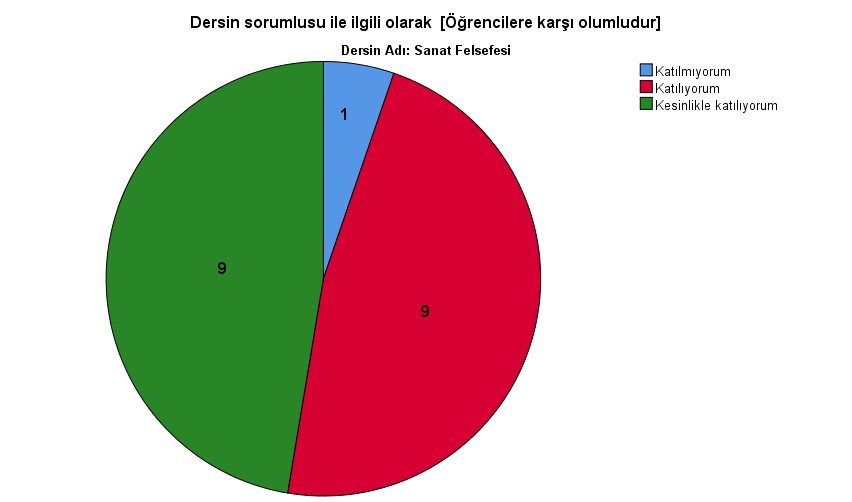 Dersin sorumlusu ile ilgili olarak  [Öğrencilere karşı olumludur]
Dersin Adı: Sanat Felsefesi
Katılmıyorum
Katılıyorum
Kesinlikle katılıyorum
1
9
9